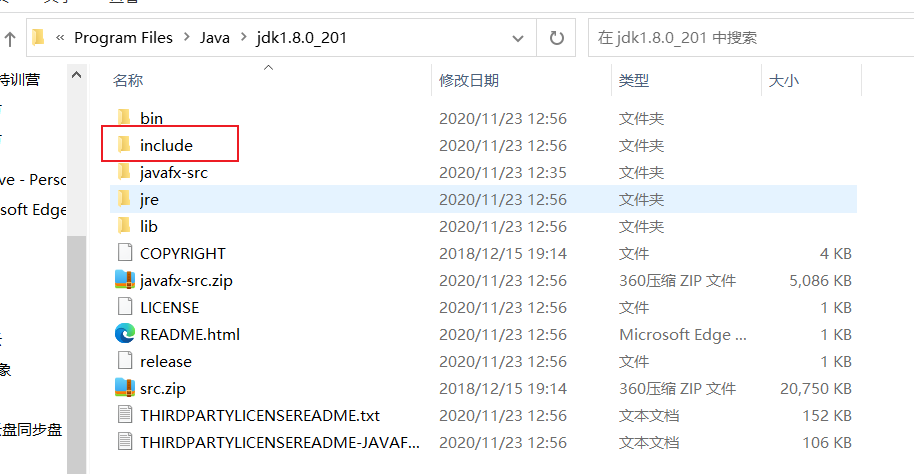 « Program Files > Java > jdk1.8.0_201
在 jdk1.8.0_201 中搜索
特训营
ve - Perso
soft Edge
象
盘同步盘
名称 修改日期 类型 大小
bin 2020/11/23 12:56 文件夹
include 2020/11/23 12:56 文件夹
javafx-src 2020/11/23 12:35 文件夹
jre 2020/11/23 12:56 文件夹
lib 2020/11/23 12:56 文件夹
COPYRIGHT 2018/12/15 19:14 文件 4 KB
javafx-src.zip 2020/11/23 12:56 360压缩 ZIP 文件 5,086 KB
LICENSE 2020/11/23 12:56 文件 1 KB
README.html 2020/11/23 12:56 Microsoft Edge ... 1 KB
release 2020/11/23 12:56 文件 1 KB
src.zip 2018/12/15 19:14 360压缩 ZIP 文件 20,750 KB
THIRDPARTYLICENSEREADME.txt 2020/11/23 12:56 文本文档 152 KB
THIRDPARTYLICENSEREADME-JAVAF... 2020/11/23 12:56 文本文档 106 KB